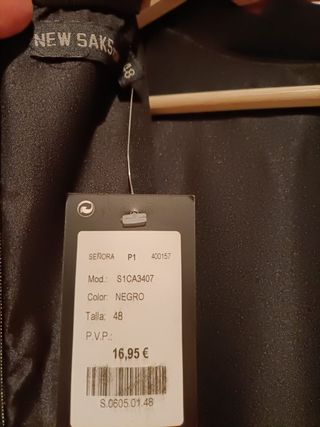 NEW SAKS
48
SEÑORA P1 400157
Mod.: S1CA3407
Color: NEGRO
Talla: 48
P.V.P.:
16,95 €
S.0605.01.48